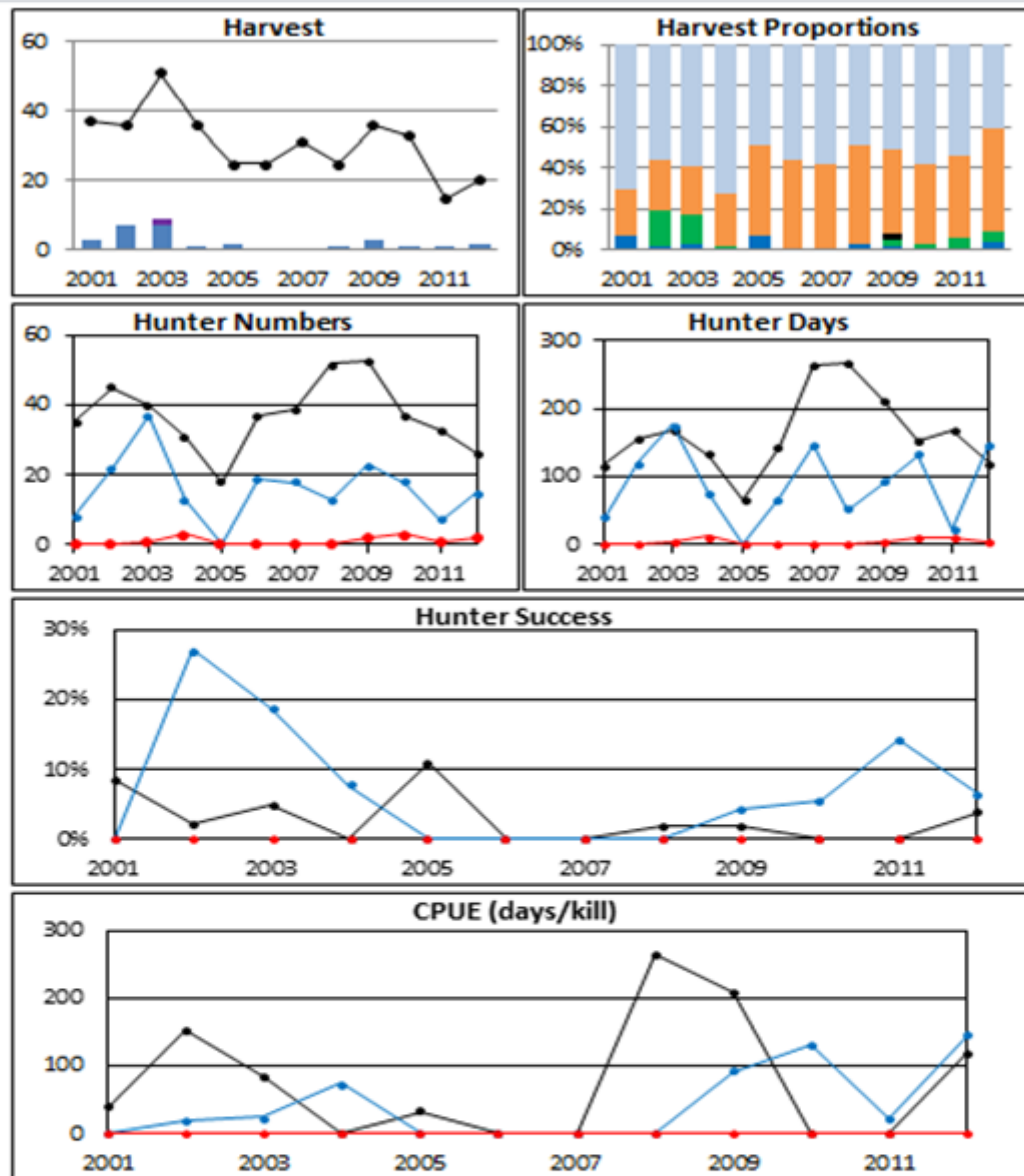 Harvest
60
40
20
0
2001 2003 2005 2007 2009 2011
Harvest Proportions
100%
80%
60%
40%
20%
0%
2001 2003 2005 2007 2009 2011
Hunter Numbers
60
40
20
0
2001 2003 2005 2007 2009 2011
Hunter Days
300
200
100
0
2001 2003 2005 2007 2009 2011
Hunter Success
30%
20%
10%
0%
2001 2003 2005 2007 2009 2011
CPUE (days/kill)
300
200
100
0
2001 2003 2005 2007 2009 2011